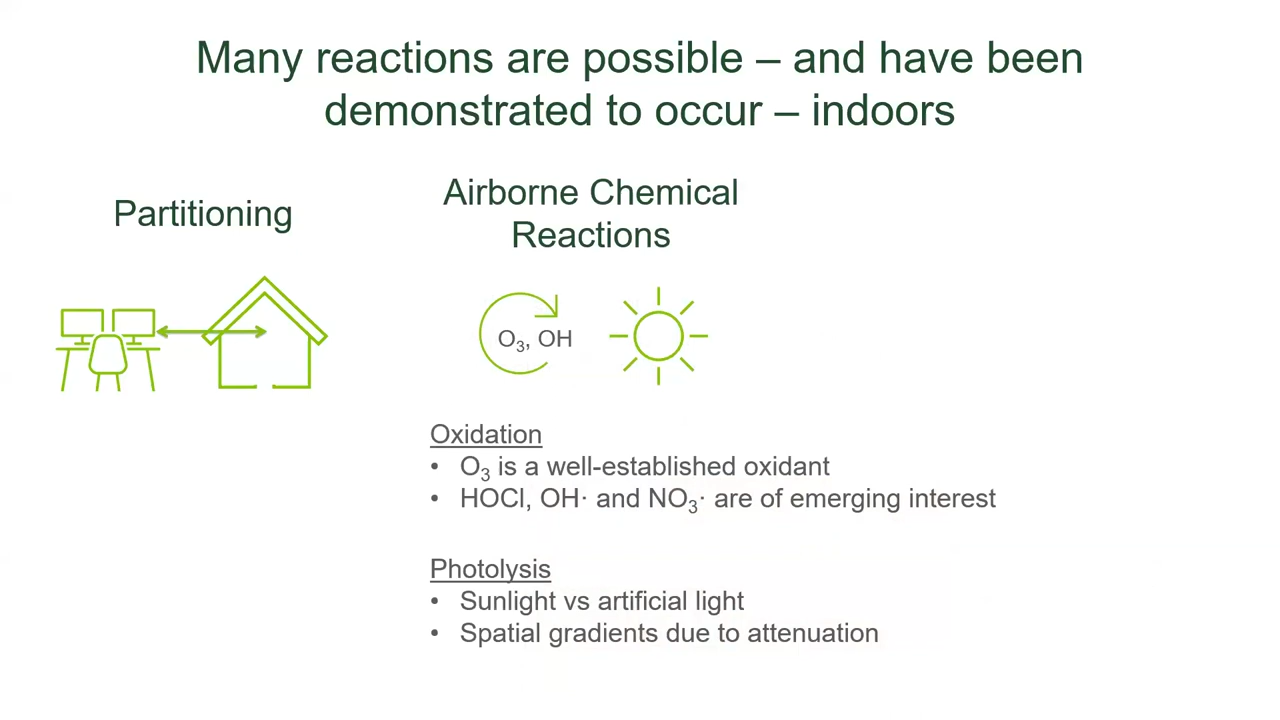 Many reactions are possible – and have been
demonstrated to occur – indoors
Partitioning
Airborne Chemical
Reactions
O₃, OH
Oxidation
• O₃ is a well-established oxidant
• HOCl, OH· and NO₃· are of emerging interest
Photolysis
• Sunlight vs artificial light
• Spatial gradients due to attenuation